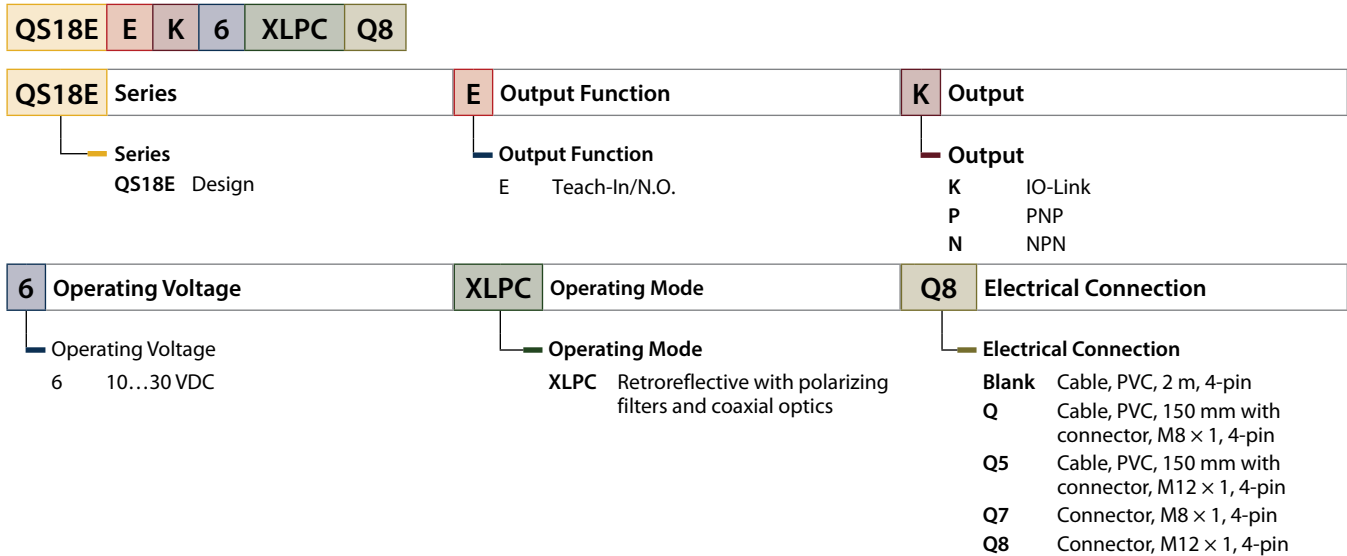 QS18E E K 6 XLPC Q8
QS18E Series
Series
QS18E Design
E Output Function
Output Function
E Teach-In/N.O.
K Output
Output
K IO-Link
P PNP
N NPN
6 Operating Voltage
Operating Voltage
6 10…30 VDC
XLPC Operating Mode
Operating Mode
XLPC Retroreflective with polarizing
filters and coaxial optics
Q8 Electrical Connection
Electrical Connection
Blank Cable, PVC, 2 m, 4-pin
Q Cable, PVC, 150 mm with
connector, M8 × 1, 4-pin
Q5 Cable, PVC, 150 mm with
connector, M12 × 1, 4-pin
Q7 Connector, M8 × 1, 4-pin
Q8 Connector, M12 × 1, 4-pin